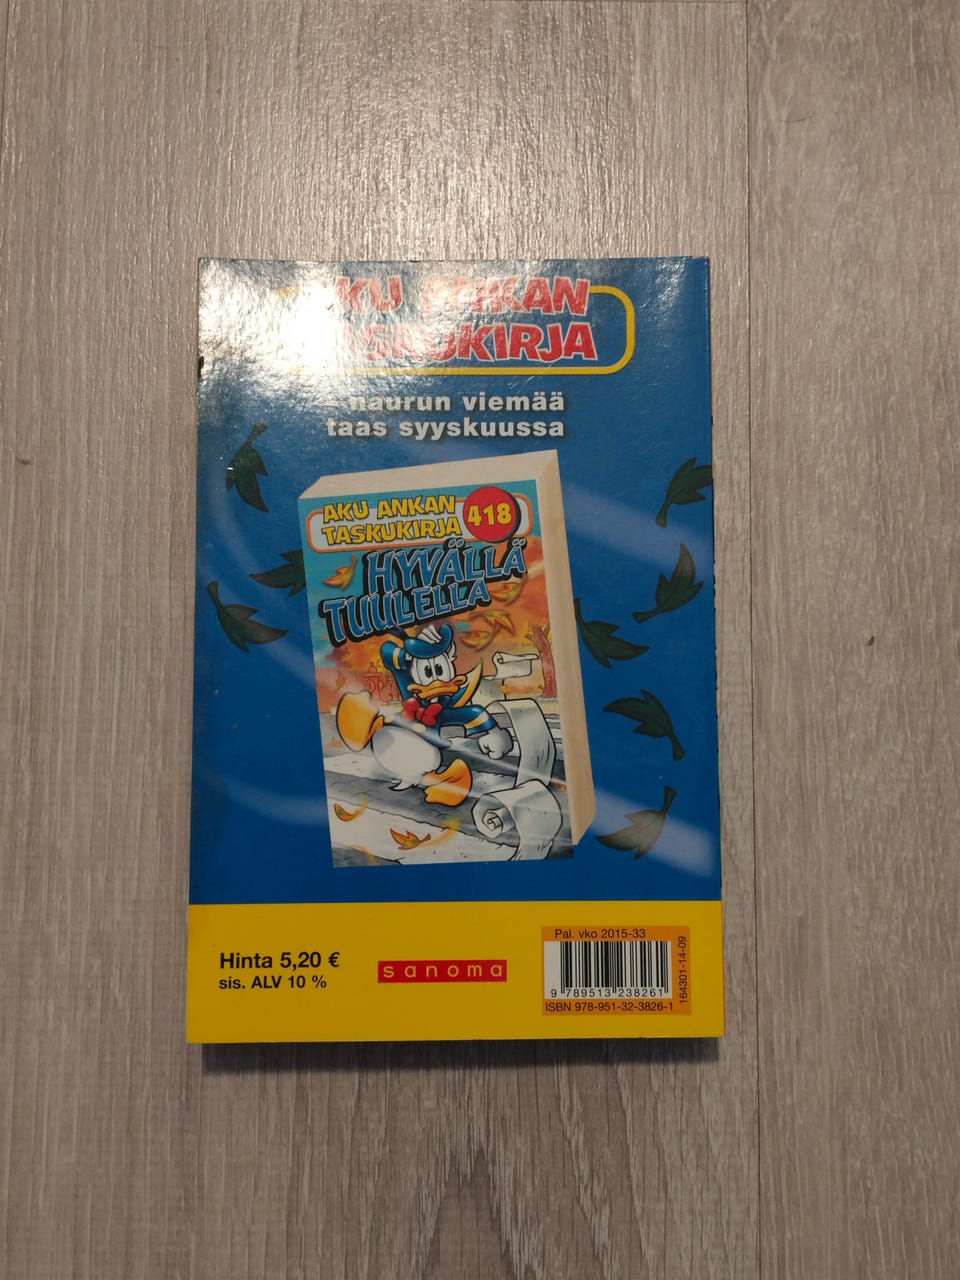 AKU ANKAN
TASKUKIRJA
naurun viemää
taas syyskuussa
AKU ANKAN
TASKUKIRJA
418
HYVÄLLÄ
TUULELLA
Hinta 5,20 €
sis. ALV 10 %
sanoma
Pal. vko 2015-33
9 789513 238261
ISBN 978-951-32-3826-1
164301-14-09